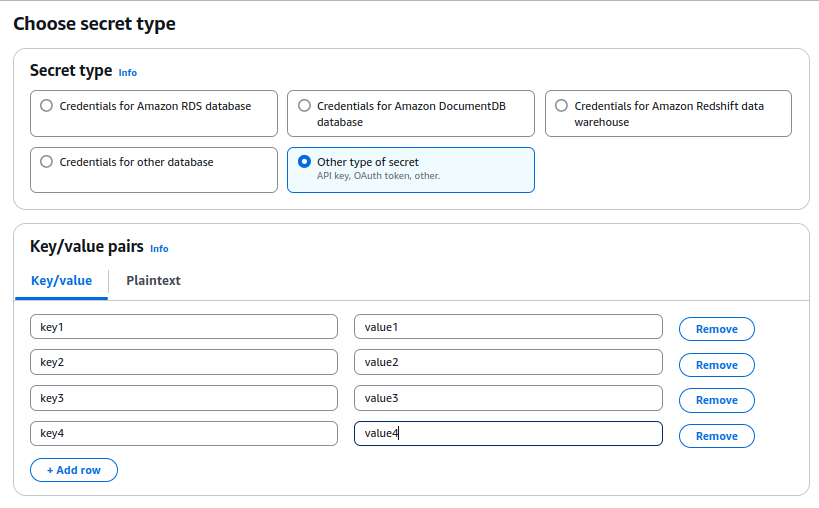 Choose secret type
Secret type Info
Credentials for Amazon RDS database
Credentials for Amazon DocumentDB
database
Credentials for Amazon Redshift data
warehouse
Credentials for other database
Other type of secret
API key, OAuth token, other.
Key/value pairs Info
Key/value Plaintext
key1 value1 Remove
key2 value2 Remove
key3 value3 Remove
key4 value4 Remove
+ Add row